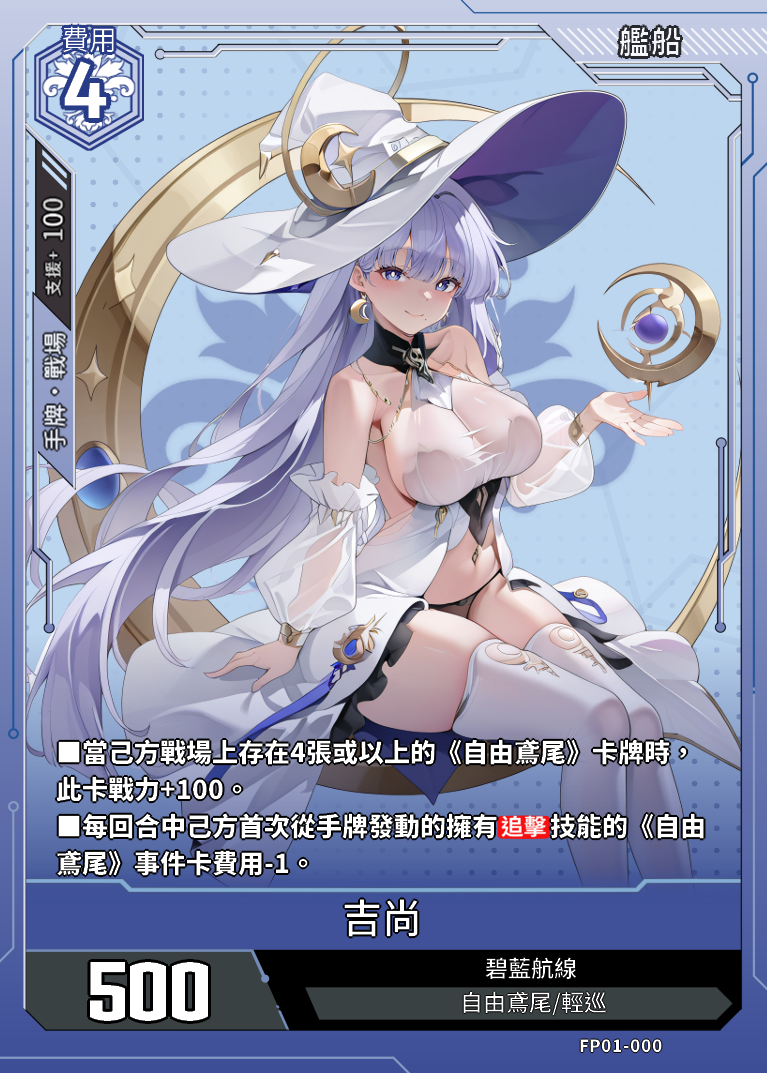 費用
4
艦船
支援+ 100
手牌・戰場
■當己方戰場上存在4張或以上的《自由鳶尾》卡牌時，
此卡戰力+100。
■每回合中己方首次從手牌發動的擁有追擊技能的《自由
鳶尾》事件卡費用-1。
吉尚
500
碧藍航線
自由鳶尾/輕巡
FP01-000